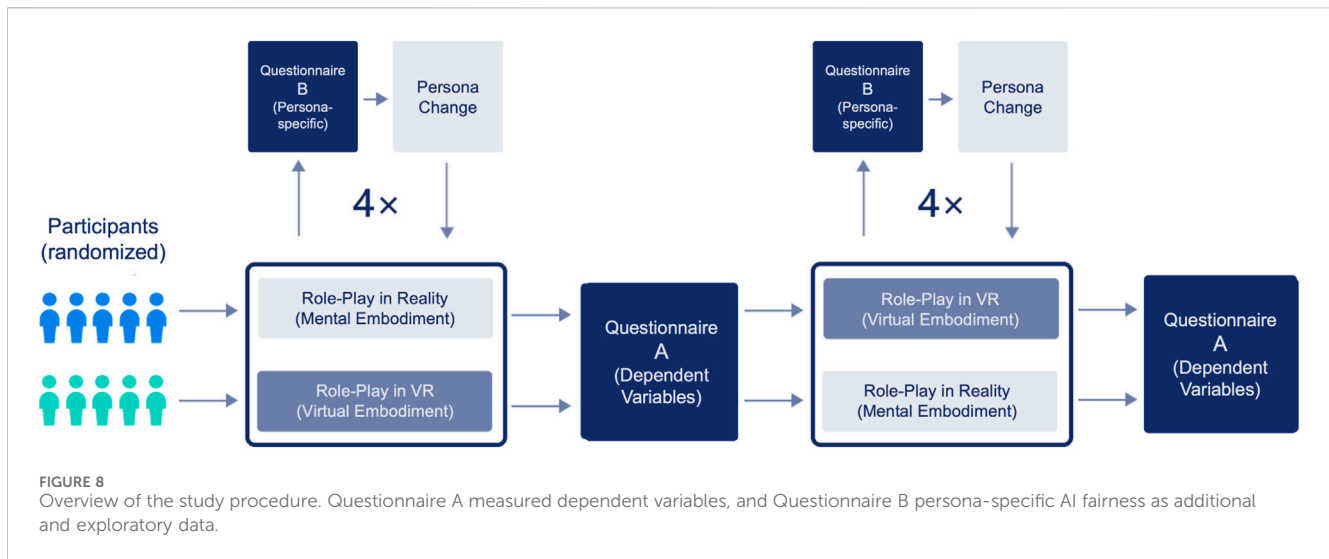 Questionnaire
B
(Persona-
specific)
Persona
Change
4×
Questionnaire
B
(Persona-
specific)
Persona
Change
4×
Participants
(randomized)
Role-Play in Reality
(Mental Embodiment)
Role-Play in VR
(Virtual Embodiment)
Questionnaire
A
(Dependent
Variables)
Role-Play in VR
(Virtual Embodiment)
Role-Play in Reality
(Mental Embodiment)
Questionnaire
A
(Dependent
Variables)
FIGURE 8
Overview of the study procedure. Questionnaire A measured dependent variables, and Questionnaire B persona-specific AI fairness as additional
and exploratory data.